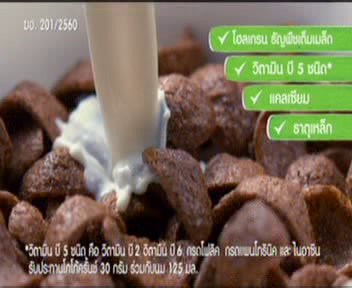 ฆอ. 201/2560
✓ โฮลเกรน ธัญพืชเต็มเมล็ด
✓ วิตามิน บี 5 ชนิด*
✓ แคลเซียม
✓ ธาตุเหล็ก
*วิตามิน บี 5 ชนิด คือ วิตามิน บี 2 วิตามิน บี 6 กรดโฟลิค กรดแพนโทธินิค และ ไนอาซีน
รับประทานโกโก้ครั้นช์ 30 กรัม ร่วมกับนม 125 มล.